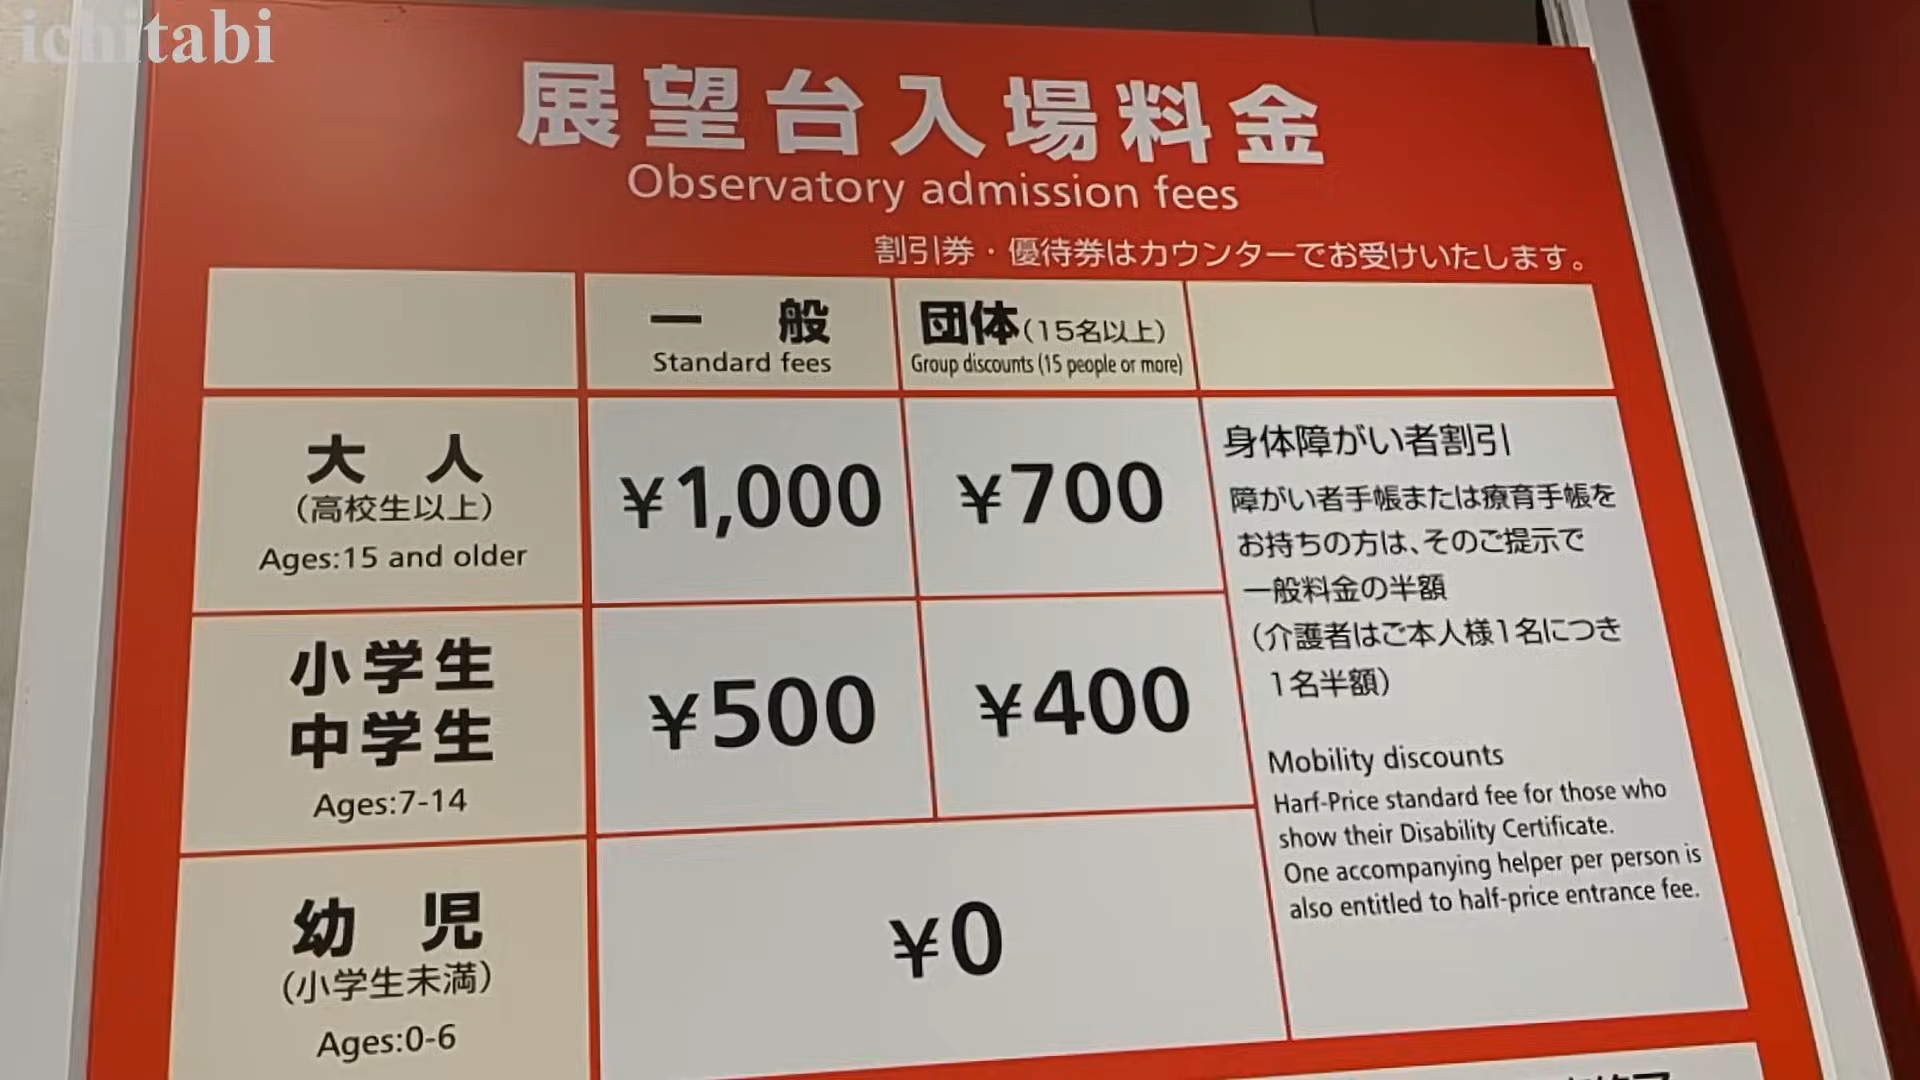 ichitabi
展望台入場料金
Observatory admission fees
割引券・優待券はカウンターでお受けいたします。
一 般
Standard fees
団体(15名以上)
Group discounts (15 people or more)
大 人
(高校生以上)
Ages:15 and older
¥1,000
¥700
小学生
中学生
Ages:7-14
¥500
¥400
幼 児
(小学生未満)
Ages:0-6
¥0
身体障がい者割引
障がい者手帳または療育手帳を
お持ちの方は、そのご提示で
一般料金の半額
(介護者はご本人様1名につき
1名半額)
Mobility discounts
Harf-Price standard fee for those who
show their Disability Certificate.
One accompanying helper per person is
also entitled to half-price entrance fee.